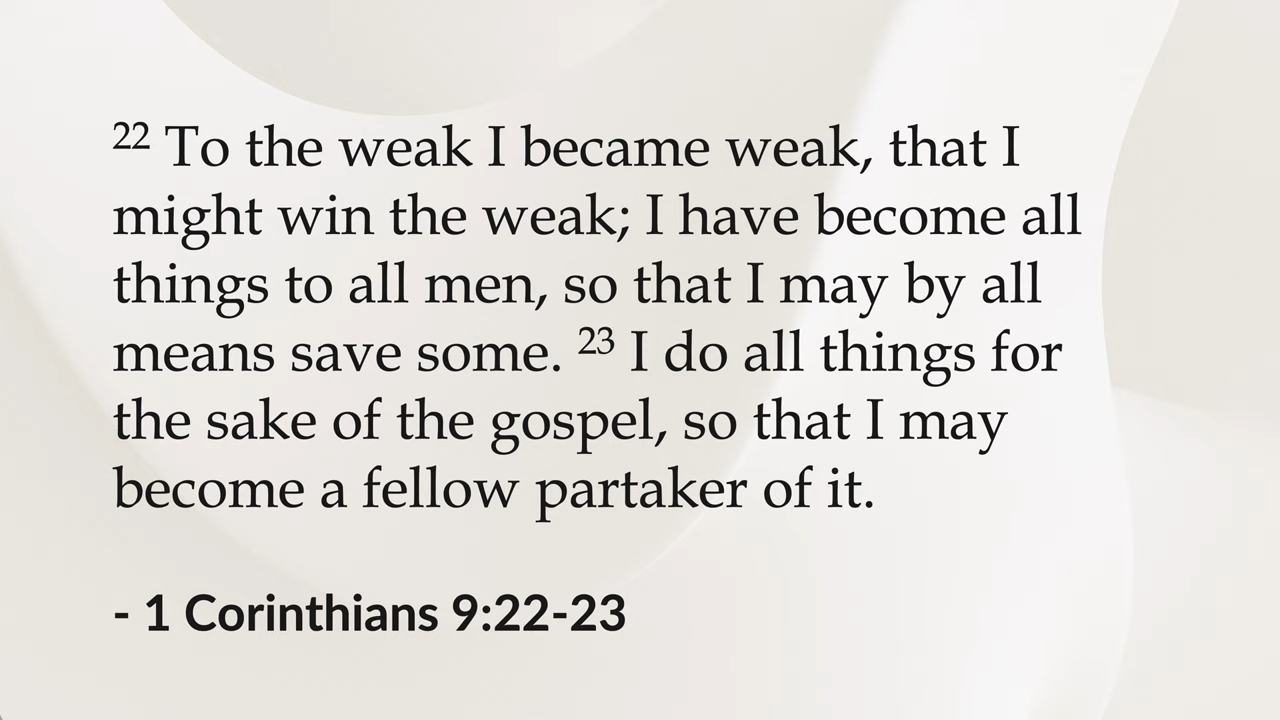 22 To the weak I became weak, that I
might win the weak; I have become all
things to all men, so that I may by all
means save some. 23 I do all things for
the sake of the gospel, so that I may
become a fellow partaker of it.
- 1 Corinthians 9:22-23